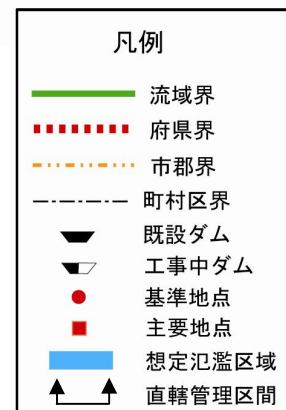 凡例
流域界
府県界
市郡界
町村区界
既設ダム
工事中ダム
基準地点
主要地点
想定氾濫区域
直轄管理区間